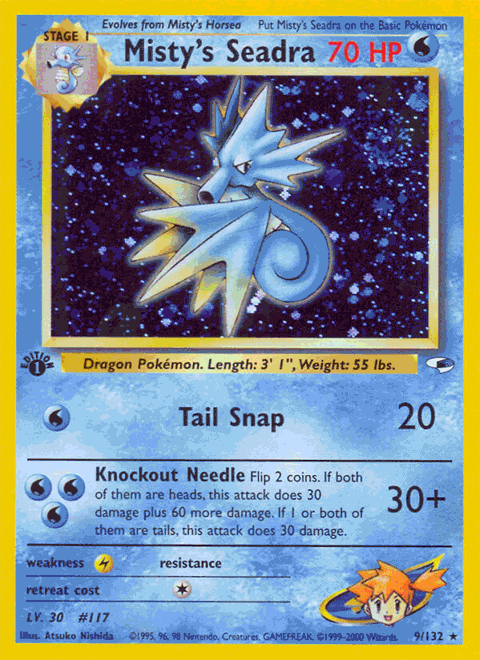 Evolves from Misty's Horsea Put Misty's Seadra on the Basic Pokémon
STAGE 1
Misty's Seadra 70 HP
EDITION
1
Dragon Pokémon. Length: 3' 1", Weight: 55 lbs.
Tail Snap 20
Knockout Needle Flip 2 coins. If both
of them are heads, this attack does 30
damage plus 60 more damage. If 1 or both of
them are tails, this attack does 30 damage.
30+
weakness resistance
retreat cost
LV. 30 #117
Illus. Atsuko Nishida ©1995, 96, 98 Nintendo, Creatures, GAMEFREAK. ©1999-2000 Wizards. 9/132 ★